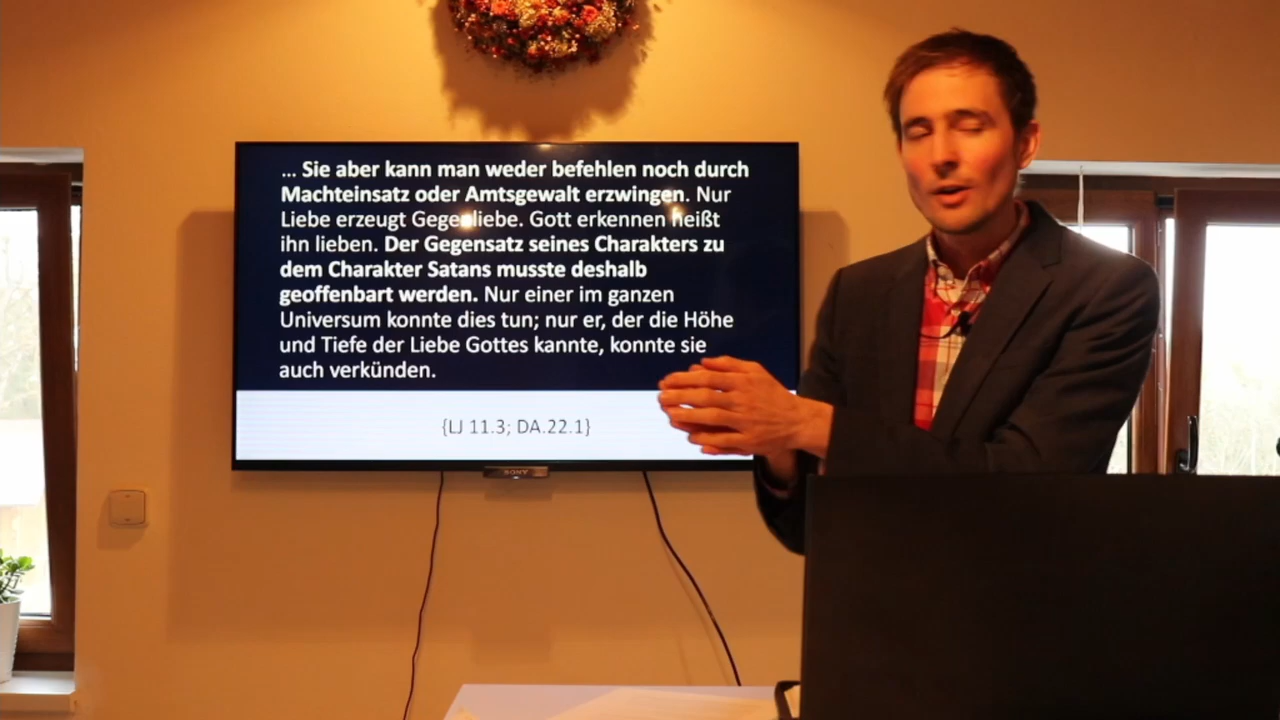 ... Sie aber kann man weder befehlen noch durch
Machteinsatz oder Amtsgewalt erzwingen. Nur
Liebe erzeugt Gegenliebe. Gott erkennen heißt
ihn lieben. Der Gegensatz seines Charakters zu
dem Charakter Satans musste deshalb
geoffenbart werden. Nur einer im ganzen
Universum konnte dies tun; nur er, der die Höhe
und Tiefe der Liebe Gottes kannte, konnte sie
auch verkünden.
{LJ 11.3; DA.22.1}
SONY